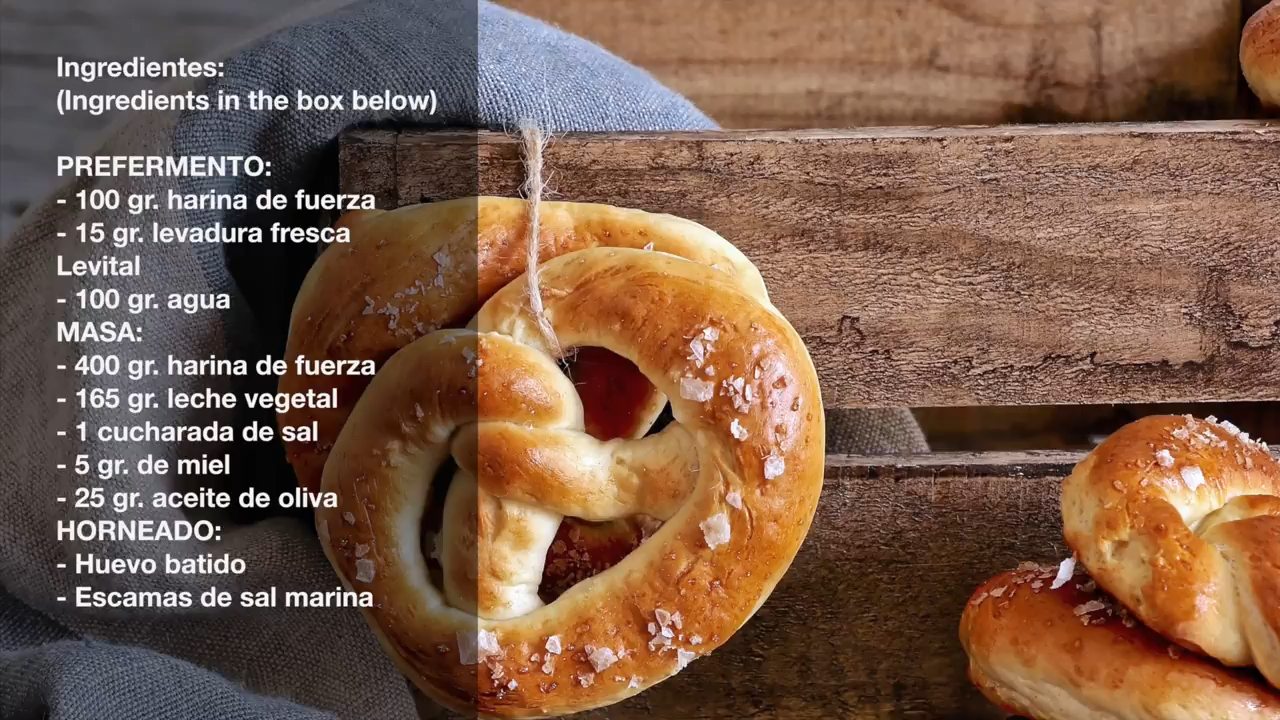 Ingredientes:
(Ingredients in the box below)
PREFERMENTO:
- 100 gr. harina de fuerza
- 15 gr. levadura fresca
Levital
- 100 gr. agua
MASA:
- 400 gr. harina de fuerza
- 165 gr. leche vegetal
- 1 cucharada de sal
- 5 gr. de miel
- 25 gr. aceite de oliva
HORNEADO:
- Huevo batido
- Escamas de sal marina